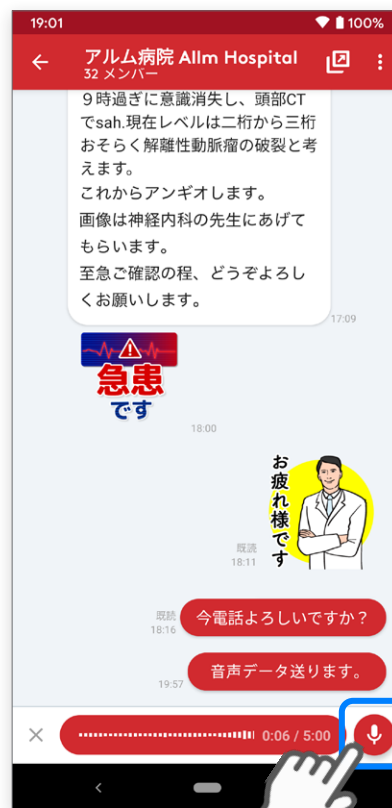 19:01
100%
アルム病院 Allm Hospital
32 メンバー
９時過ぎに意識消失し、頭部CT
でsah.現在レベルは二桁から三桁
おそらく解離性動脈瘤の破裂と考
えます。
これからアンギオします。
画像は神経内科の先生にあげて
もらいます。
至急ご確認の程、どうぞよろし
くお願いします。
17:09
急患
です
18:00
お疲れ様です
既読
18:11
既読
18:16
今電話よろしいですか？
音声データ送ります。
19:57
0:06 / 5:00